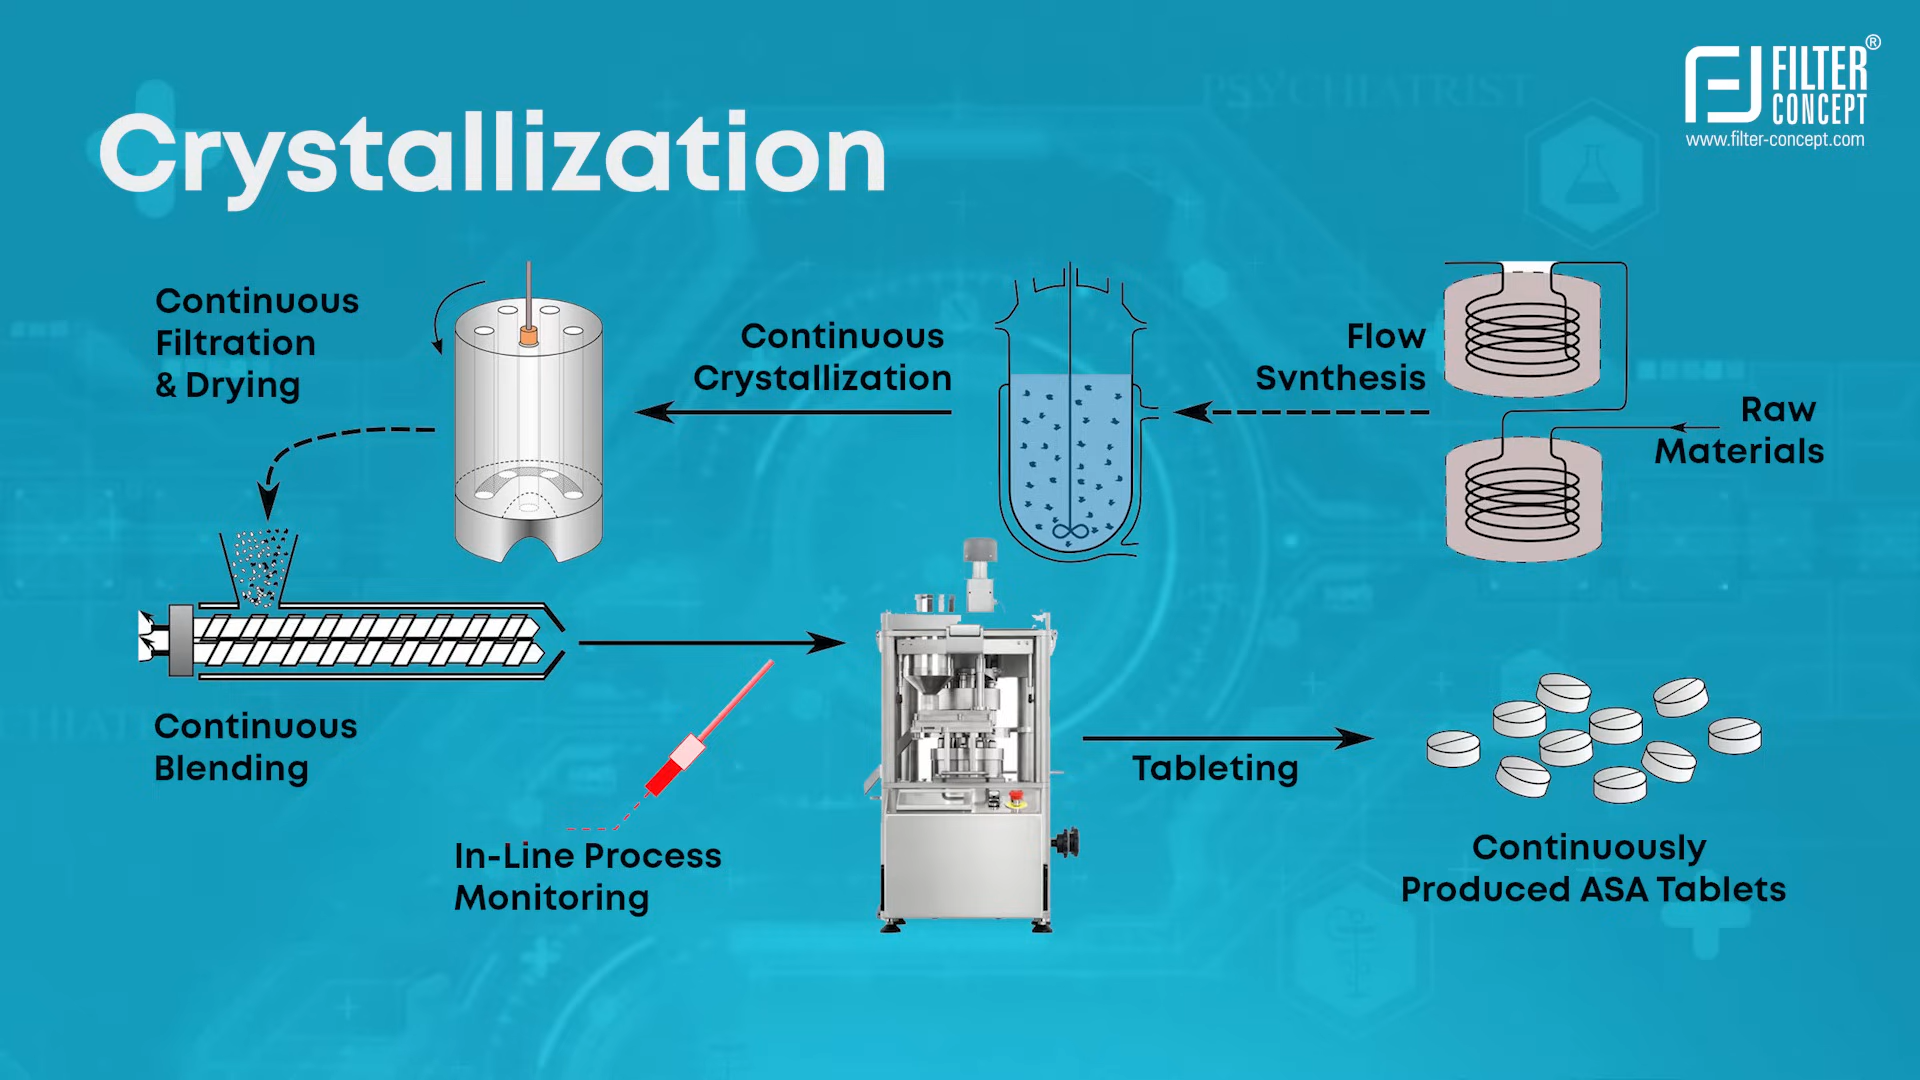 PSYCHIATRIST
FILTER®
CONCEPT
www.filter-concept.com
Crystallization
Continuous
Filtration
& Drying
Continuous
Crystallization
Flow
Svnthesis
Raw
Materials
Continuous
Blending
In-Line Process
Monitoring
Tableting
Continuously
Produced ASA Tablets